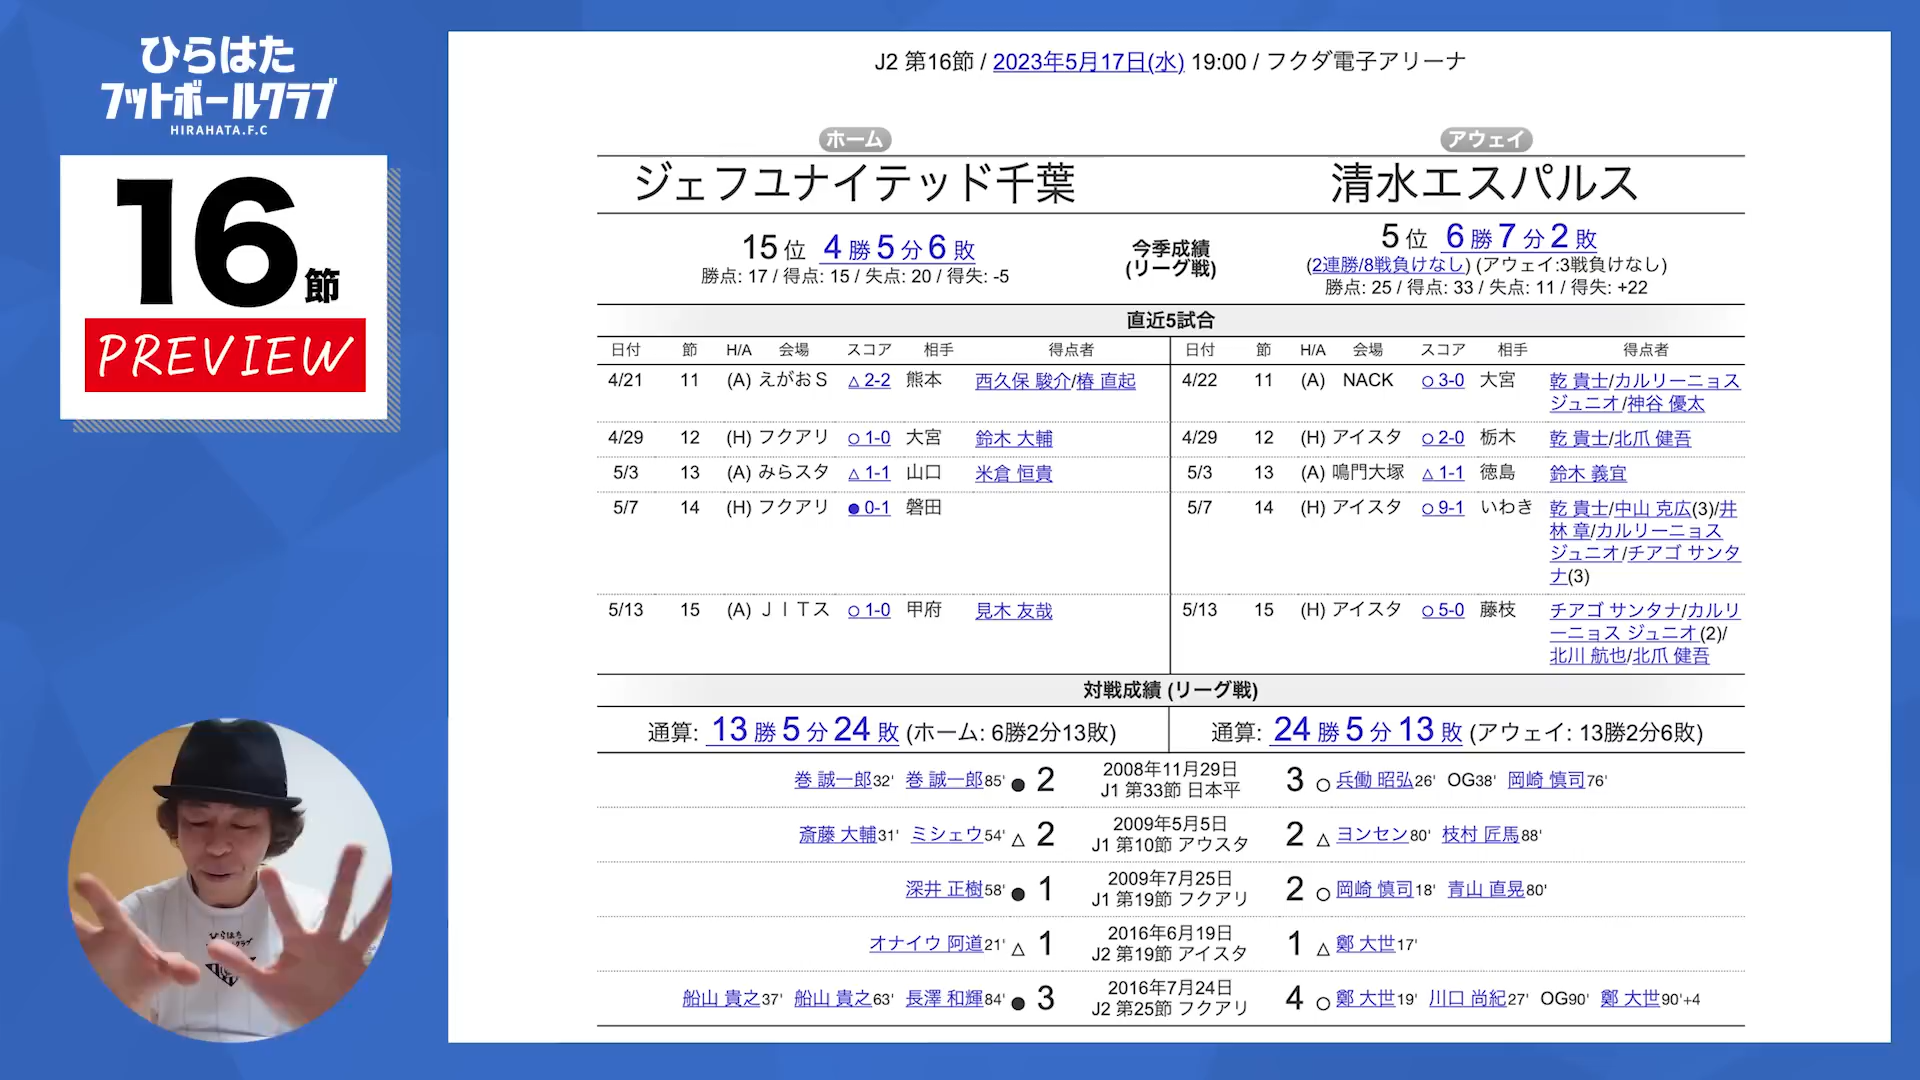 ひらはた
フットボールクラブ
HIRAHATA.F.C
16節
PREVIEW
J2 第16節 / 2023年5月17日(水) 19:00 / フクダ電子アリーナ
ホーム アウェイ
ジェフユナイテッド千葉 清水エスパルス
15位 4勝5分6敗 今季成績 (リーグ戦) 5位 6勝7分2敗
(2連勝/8戦負けなし) (アウェイ:3戦負けなし)
勝点: 17 / 得点: 15 / 失点: 20 / 得失: -5 勝点: 25 / 得点: 33 / 失点: 11 / 得失: +22
直近5試合
日付 節 H/A 会場 スコア 相手 得点者 日付 節 H/A 会場 スコア 相手 得点者
4/21 11 (A) えがおS △2-2 熊本 西久保 駿介/椿 直起 4/22 11 (A) NACK ○3-0 大宮 乾 貴士/カルリーニョス
ジュニオ/神谷 優太
4/29 12 (H) フクアリ ○1-0 大宮 鈴木 大輔 4/29 12 (H) アイスタ ○2-0 栃木 乾 貴士/北爪 健吾
5/3 13 (A) みらスタ △1-1 山口 米倉 恒貴 5/3 13 (A) 鳴門大塚 △1-1 徳島 鈴木 義宜
5/7 14 (H) フクアリ ●0-1 磐田 5/7 14 (H) アイスタ ○9-1 いわき 乾 貴士/中山 克広(3)/井
林 章/カルリーニョス
ジュニオ/チアゴ サンタ
ナ(3)
5/13 15 (A) JITス ○1-0 甲府 見木 友哉 5/13 15 (H) アイスタ ○5-0 藤枝 チアゴ サンタナ/カルリ
ーニョス ジュニオ(2)/
北川 航也/北爪 健吾
対戦成績 (リーグ戦)
通算: 13勝5分24敗 (ホーム: 6勝2分13敗) 通算: 24勝5分13敗 (アウェイ: 13勝2分6敗)
巻 誠一郎32' 巻 誠一郎85' ● 2 2008年11月29日 3 ○ 兵働 昭弘26' OG38' 岡崎 慎司76'
J1 第33節 日本平
斎藤 大輔31' ミシェウ54' △ 2 2009年5月5日 2 △ ヨンセン80' 枝村 匠馬88'
J1 第10節 アウスタ
深井 正樹58' ● 1 2009年7月25日 2 ○ 岡崎 慎司18' 青山 直晃80'
J1 第19節 フクアリ
オナイウ 阿道21' △ 1 2016年6月19日 1 △ 鄭 大世17'
J2 第19節 アイスタ
船山 貴之37' 船山 貴之63' 長澤 和輝84' ● 3 2016年7月24日 4 ○ 鄭 大世19' 川口 尚紀27' OG90' 鄭 大世90'+4
J2 第25節 フクアリ